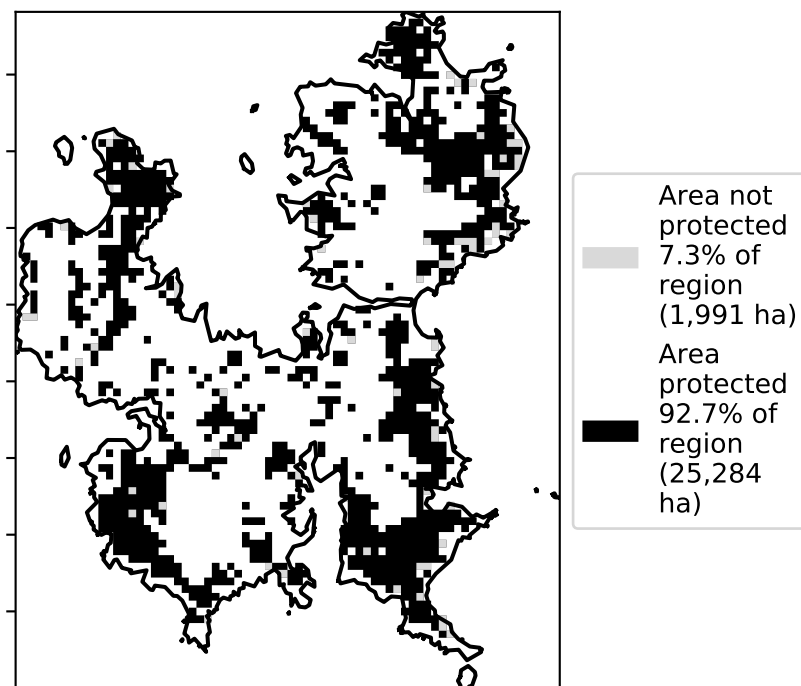 Area not
protected
7.3% of
region
(1,991 ha)
Area
protected
92.7% of
region
(25,284
ha)